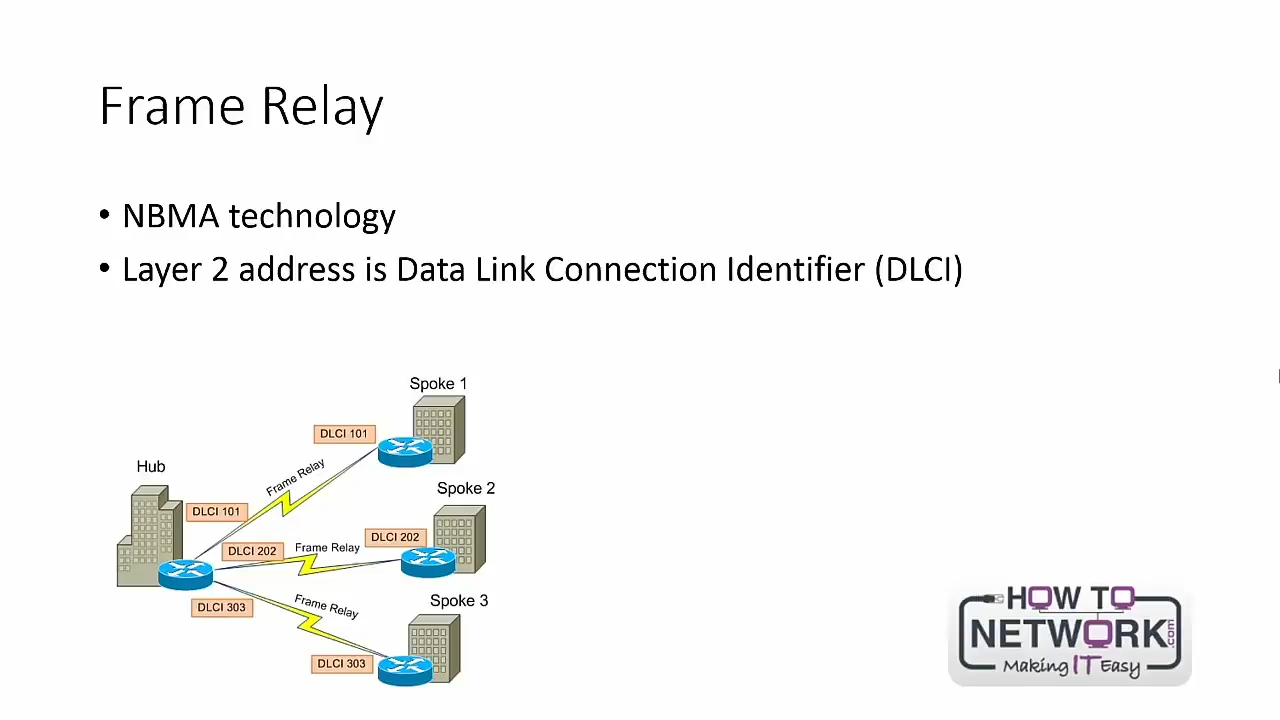 Frame Relay
• NBMA technology
• Layer 2 address is Data Link Connection Identifier (DLCI)
Spoke 1
DLCI 101
Hub
Frame Relay
DLCI 101
Spoke 2
DLCI 202
Frame Relay
DLCI 202
DLCI 303
Frame Relay
Spoke 3
DLCI 303
HOW TO
NETWORK.com
Making IT Easy